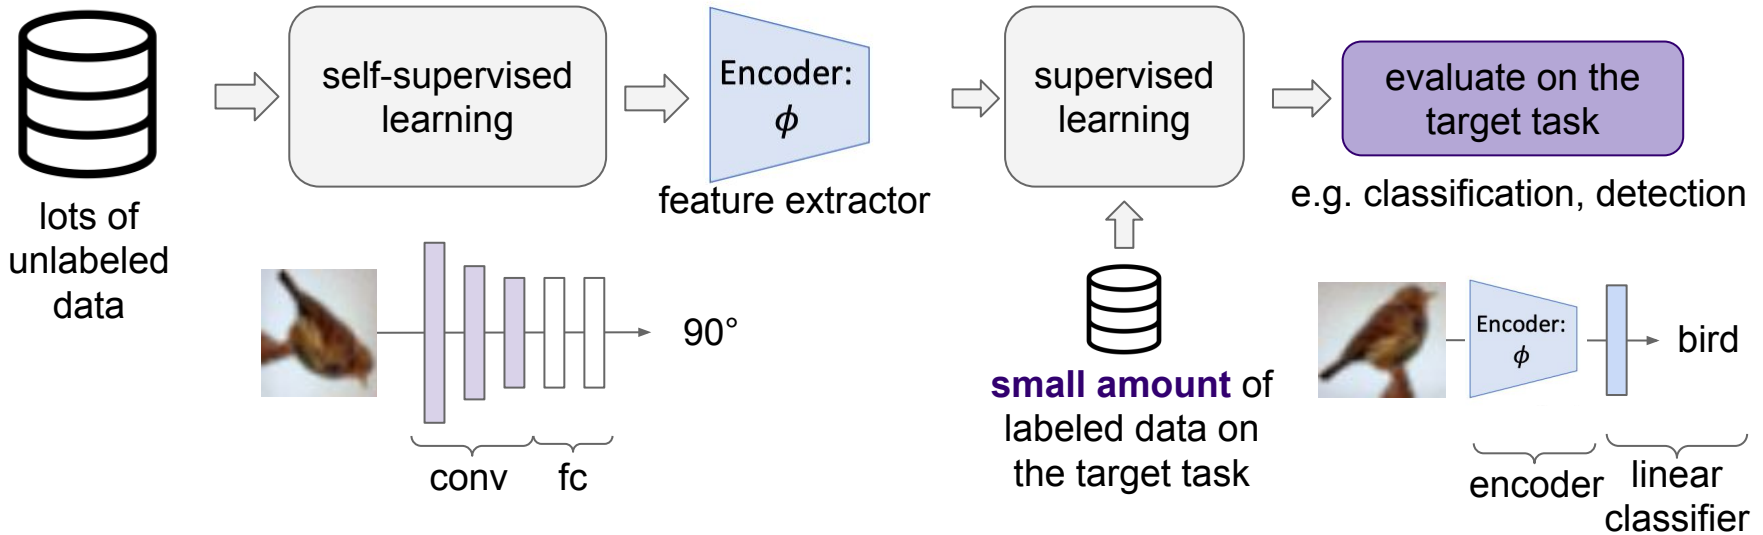 lots of
unlabeled
data
self-supervised
learning
Encoder:
ϕ
feature extractor
supervised
learning
evaluate on the
target task
e.g. classification, detection
90°
conv
fc
small amount of
labeled data on
the target task
Encoder:
ϕ
bird
encoder
linear
classifier